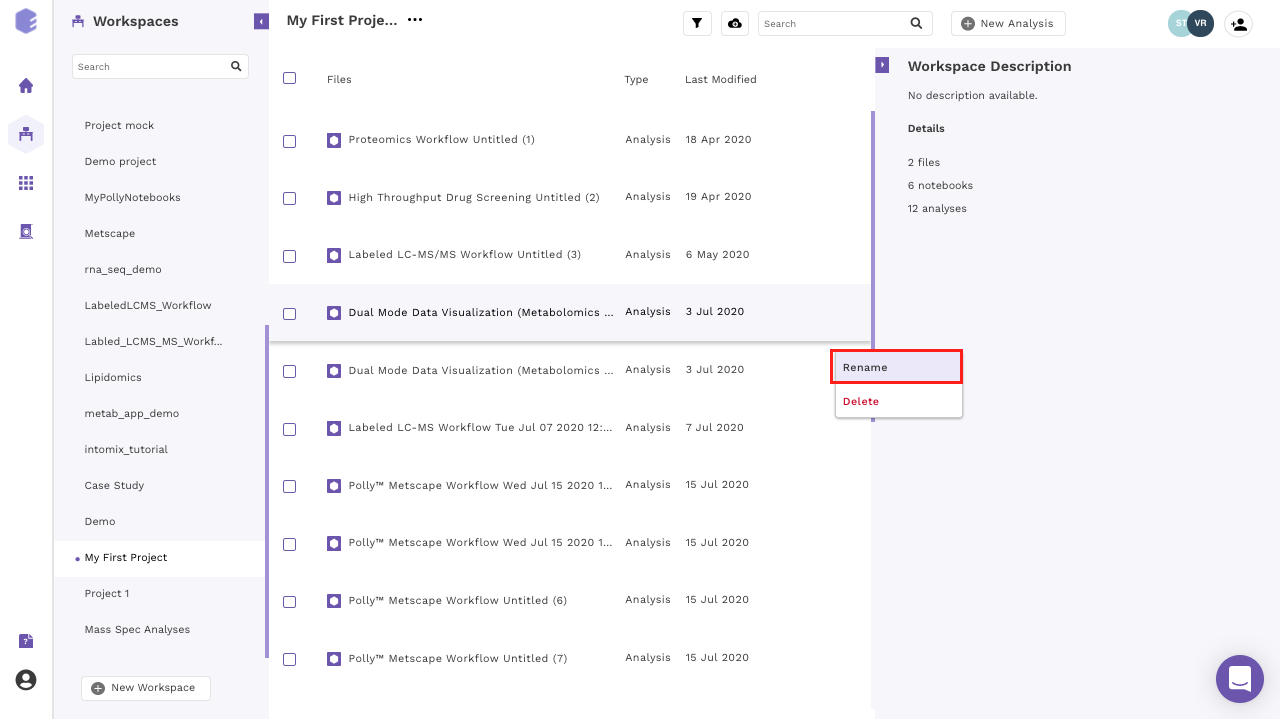 Workspaces
My First Proje... •••
Search
New Analysis
ST VR
Search
Project mock
Demo project
MyPollyNotebooks
Metscape
rna_seq_demo
LabeledLCMS_Workflow
Labled_LCMS_MS_Workf...
Lipidomics
metab_app_demo
intomix_tutorial
Case Study
Demo
My First Project
Project 1
Mass Spec Analyses
New Workspace
Files Type Last Modified
Proteomics Workflow Untitled (1) Analysis 18 Apr 2020
High Throughput Drug Screening Untitled (2) Analysis 19 Apr 2020
Labeled LC-MS/MS Workflow Untitled (3) Analysis 6 May 2020
Dual Mode Data Visualization (Metabolomics ... Analysis 3 Jul 2020
Dual Mode Data Visualization (Metabolomics ... Analysis 3 Jul 2020
Labeled LC-MS Workflow Tue Jul 07 2020 12:... Analysis 7 Jul 2020
Polly™ Metscape Workflow Wed Jul 15 2020 1... Analysis 15 Jul 2020
Polly™ Metscape Workflow Wed Jul 15 2020 1... Analysis 15 Jul 2020
Polly™ Metscape Workflow Untitled (6) Analysis 15 Jul 2020
Polly™ Metscape Workflow Untitled (7) Analysis 15 Jul 2020
Rename
Delete
Workspace Description
No description available.
Details
2 files
6 notebooks
12 analyses